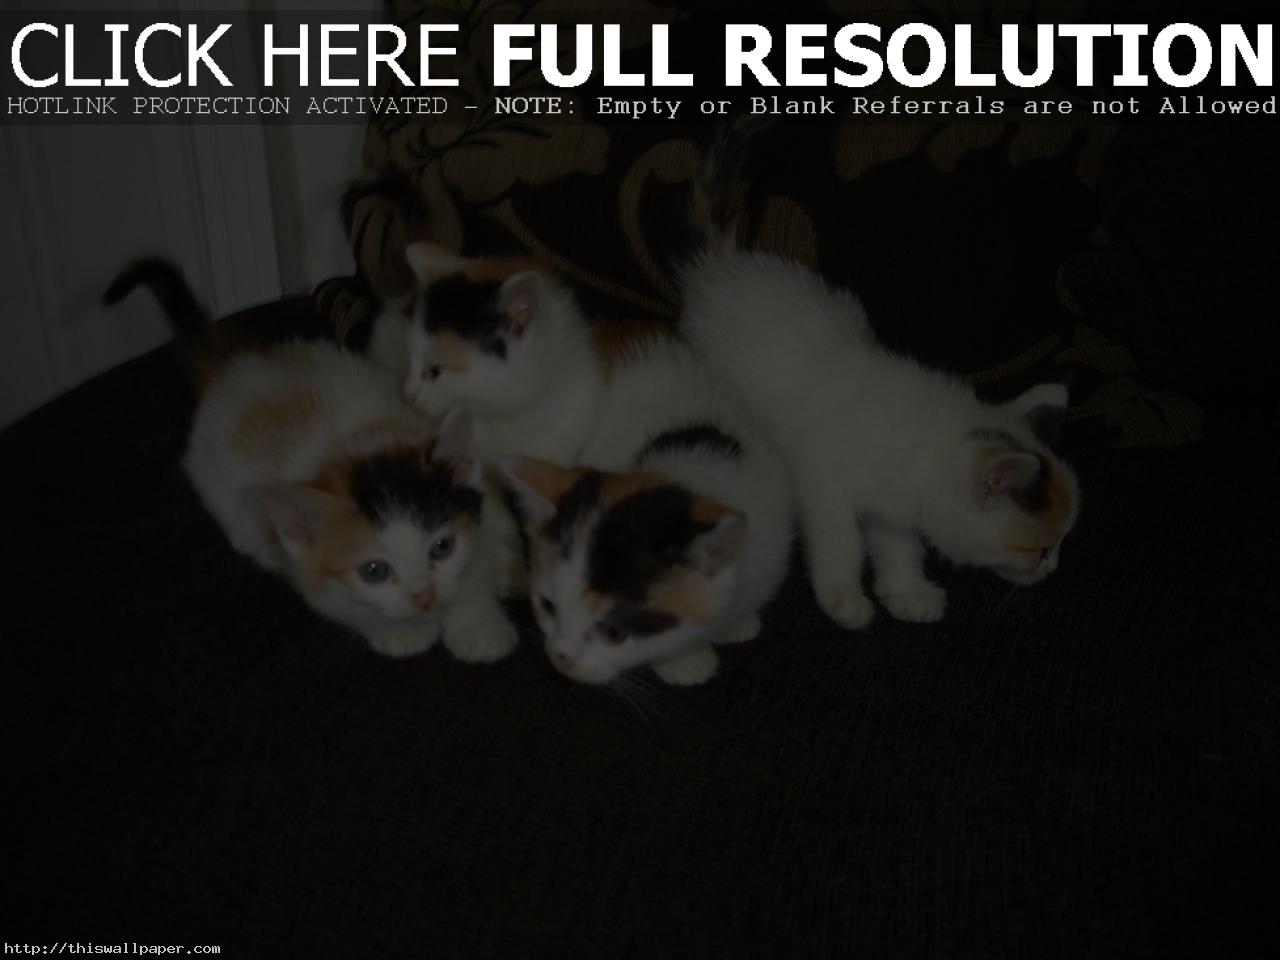 CLICK HERE FULL RESOLUTION
HOTLINK PROTECTION ACTIVATED – NOTE: Empty or Blank Referrals are not Allowed
http://thiswallpaper.com